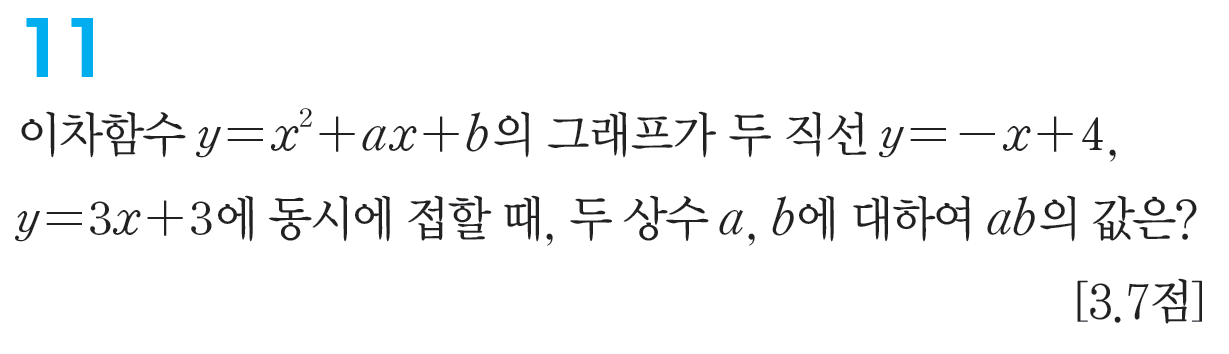 11
이차함수 y=x²+ax+b의 그래프가 두 직선 y=-x+4,
y=3x+3에 동시에 접할 때, 두 상수 a, b에 대하여 ab의 값은?
[3.7점]